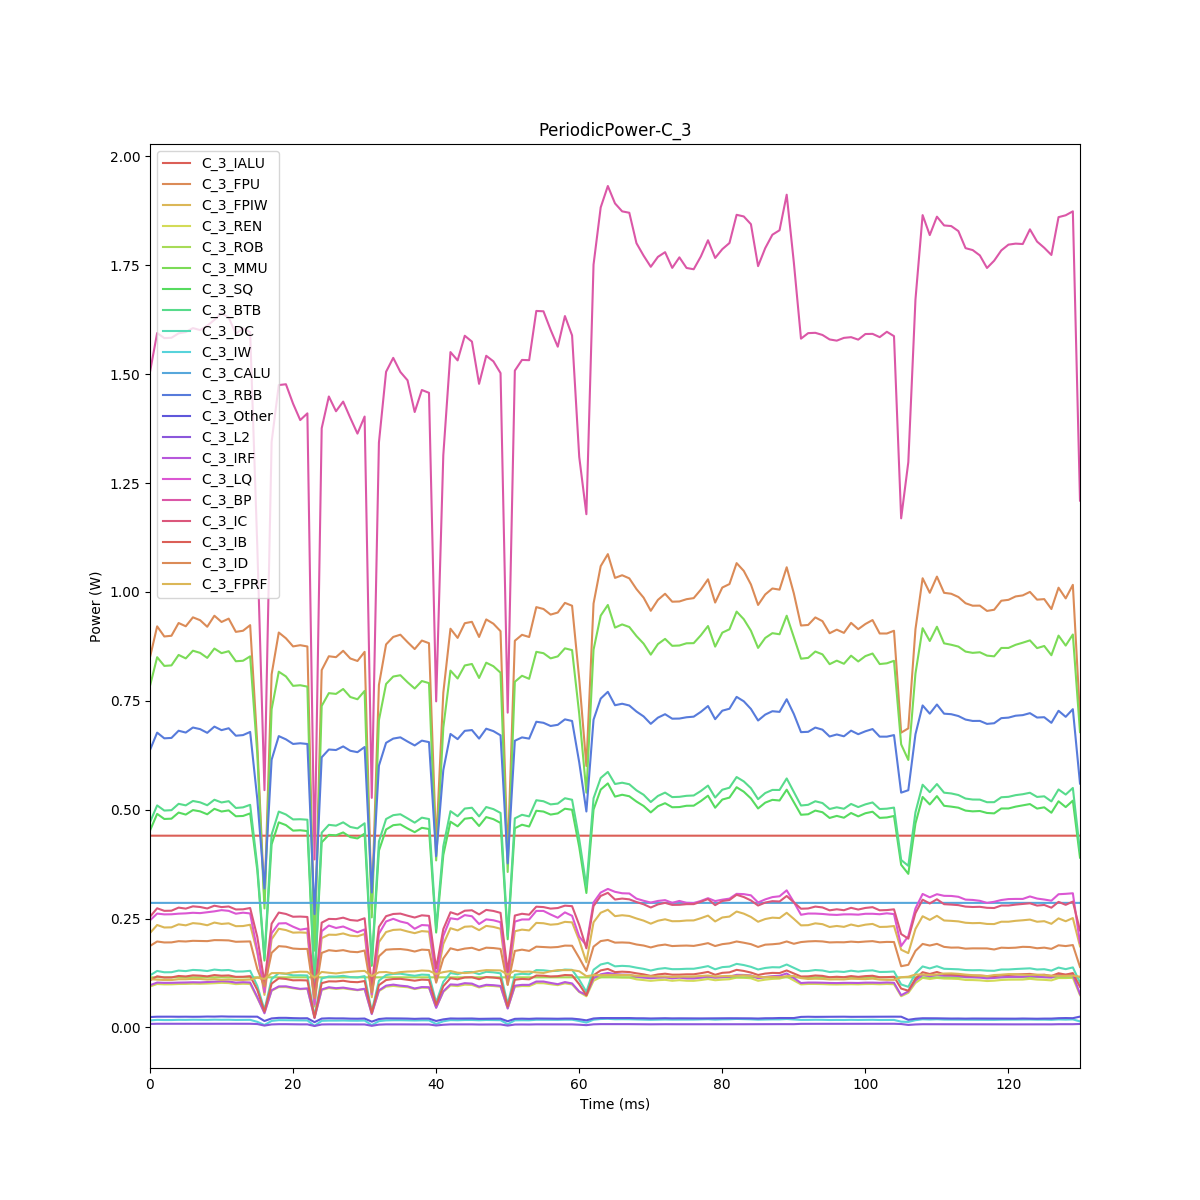 PeriodicPower-C_3
2.00
1.75
1.50
1.25
1.00
0.75
0.50
0.25
0.00
Power (W)
C_3_IALU
C_3_FPU
C_3_FPIW
C_3_REN
C_3_ROB
C_3_MMU
C_3_SQ
C_3_BTB
C_3_DC
C_3_IW
C_3_CALU
C_3_RBB
C_3_Other
C_3_L2
C_3_IRF
C_3_LQ
C_3_BP
C_3_IC
C_3_IB
C_3_ID
C_3_FPRF
0 20 40 60 80 100 120
Time (ms)